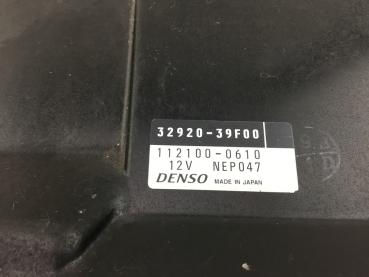 32920-39F00
112100-0610
12V NEP047
DENSO MADE IN JAPAN